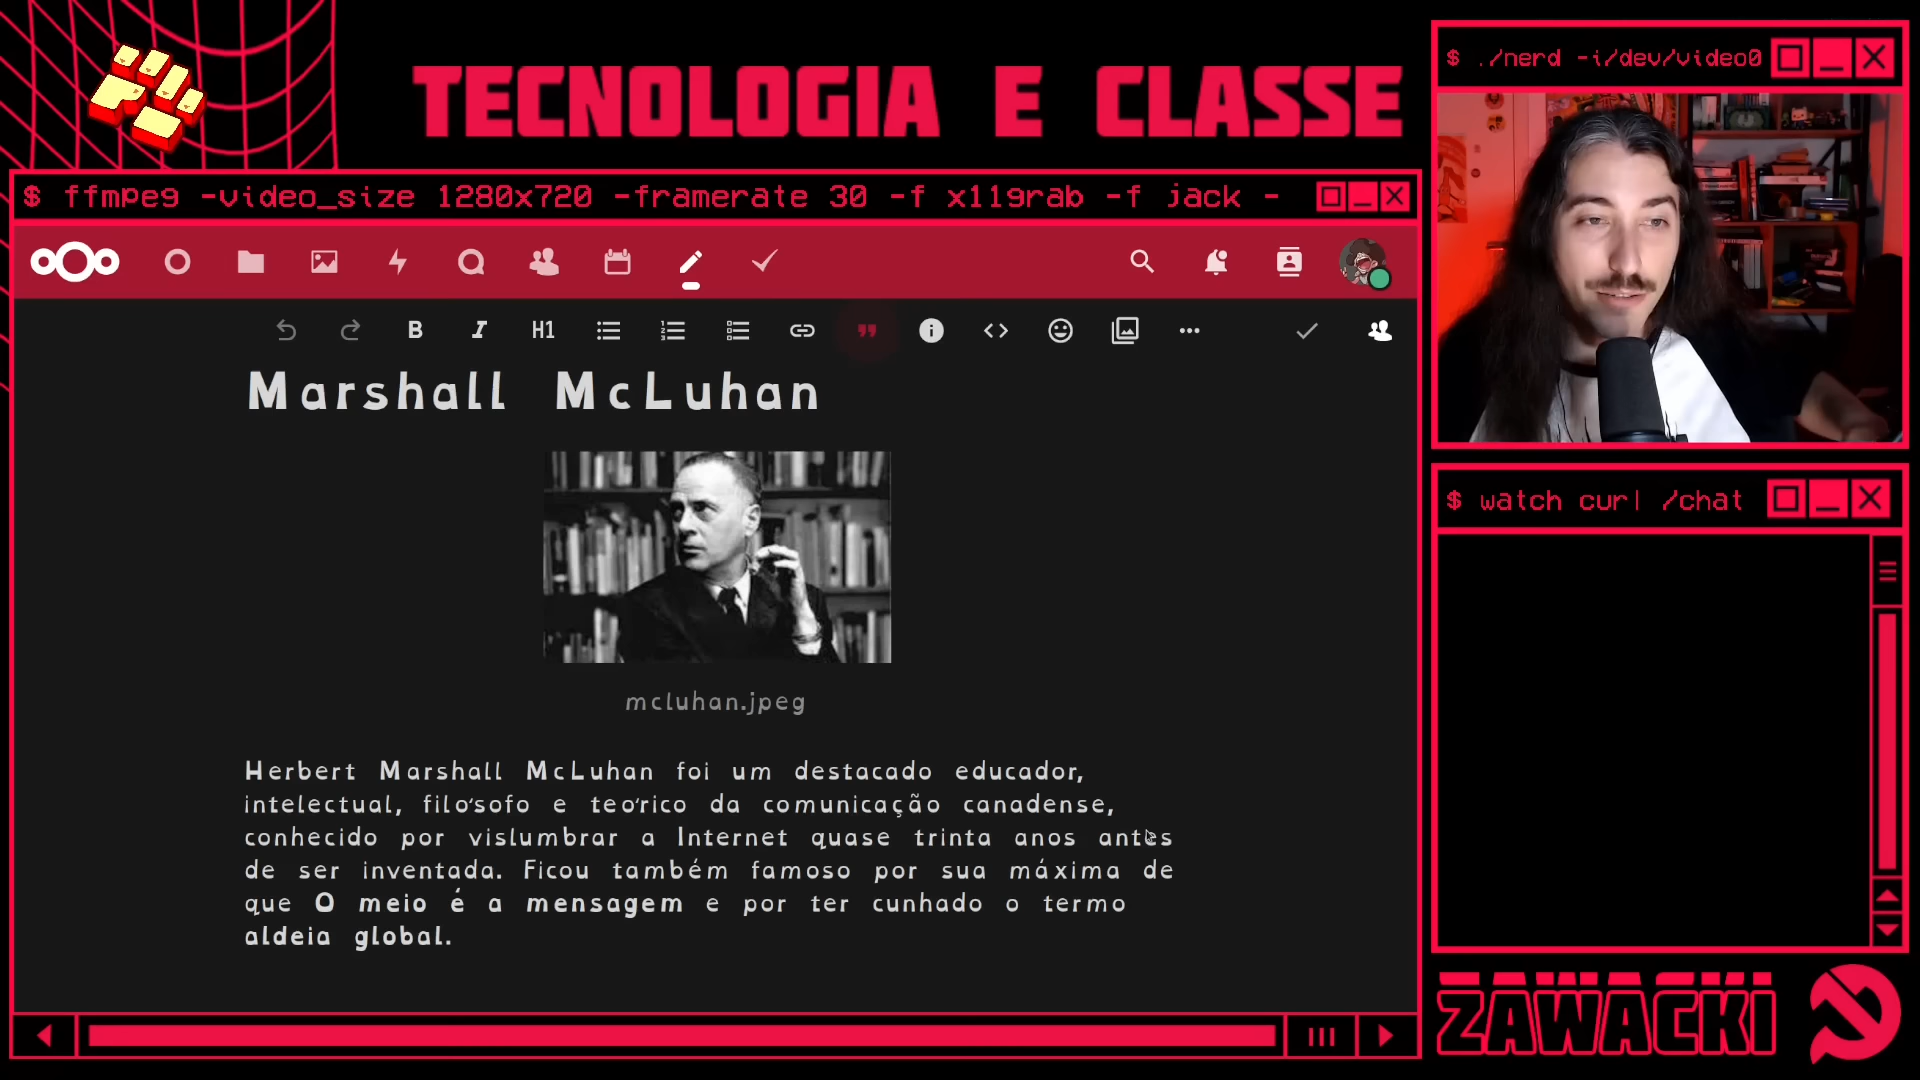 TECNOLOGIA E CLASSE
$ ffmpeg -video_size 1280x720 -framerate 30 -f x11grab -f jack -
B I H1
Marshall McLuhan
mcluhan.jpeg
Herbert Marshall McLuhan foi um destacado educador,
intelectual, filósofo e teórico da comunicação canadense,
conhecido por vislumbrar a Internet quase trinta anos antes
de ser inventada. Ficou também famoso por sua máxima de
que O meio é a mensagem e por ter cunhado o termo
aldeia global.
$ ./nerd -i/dev/video0
$ watch curl /chat
ZAWACKI